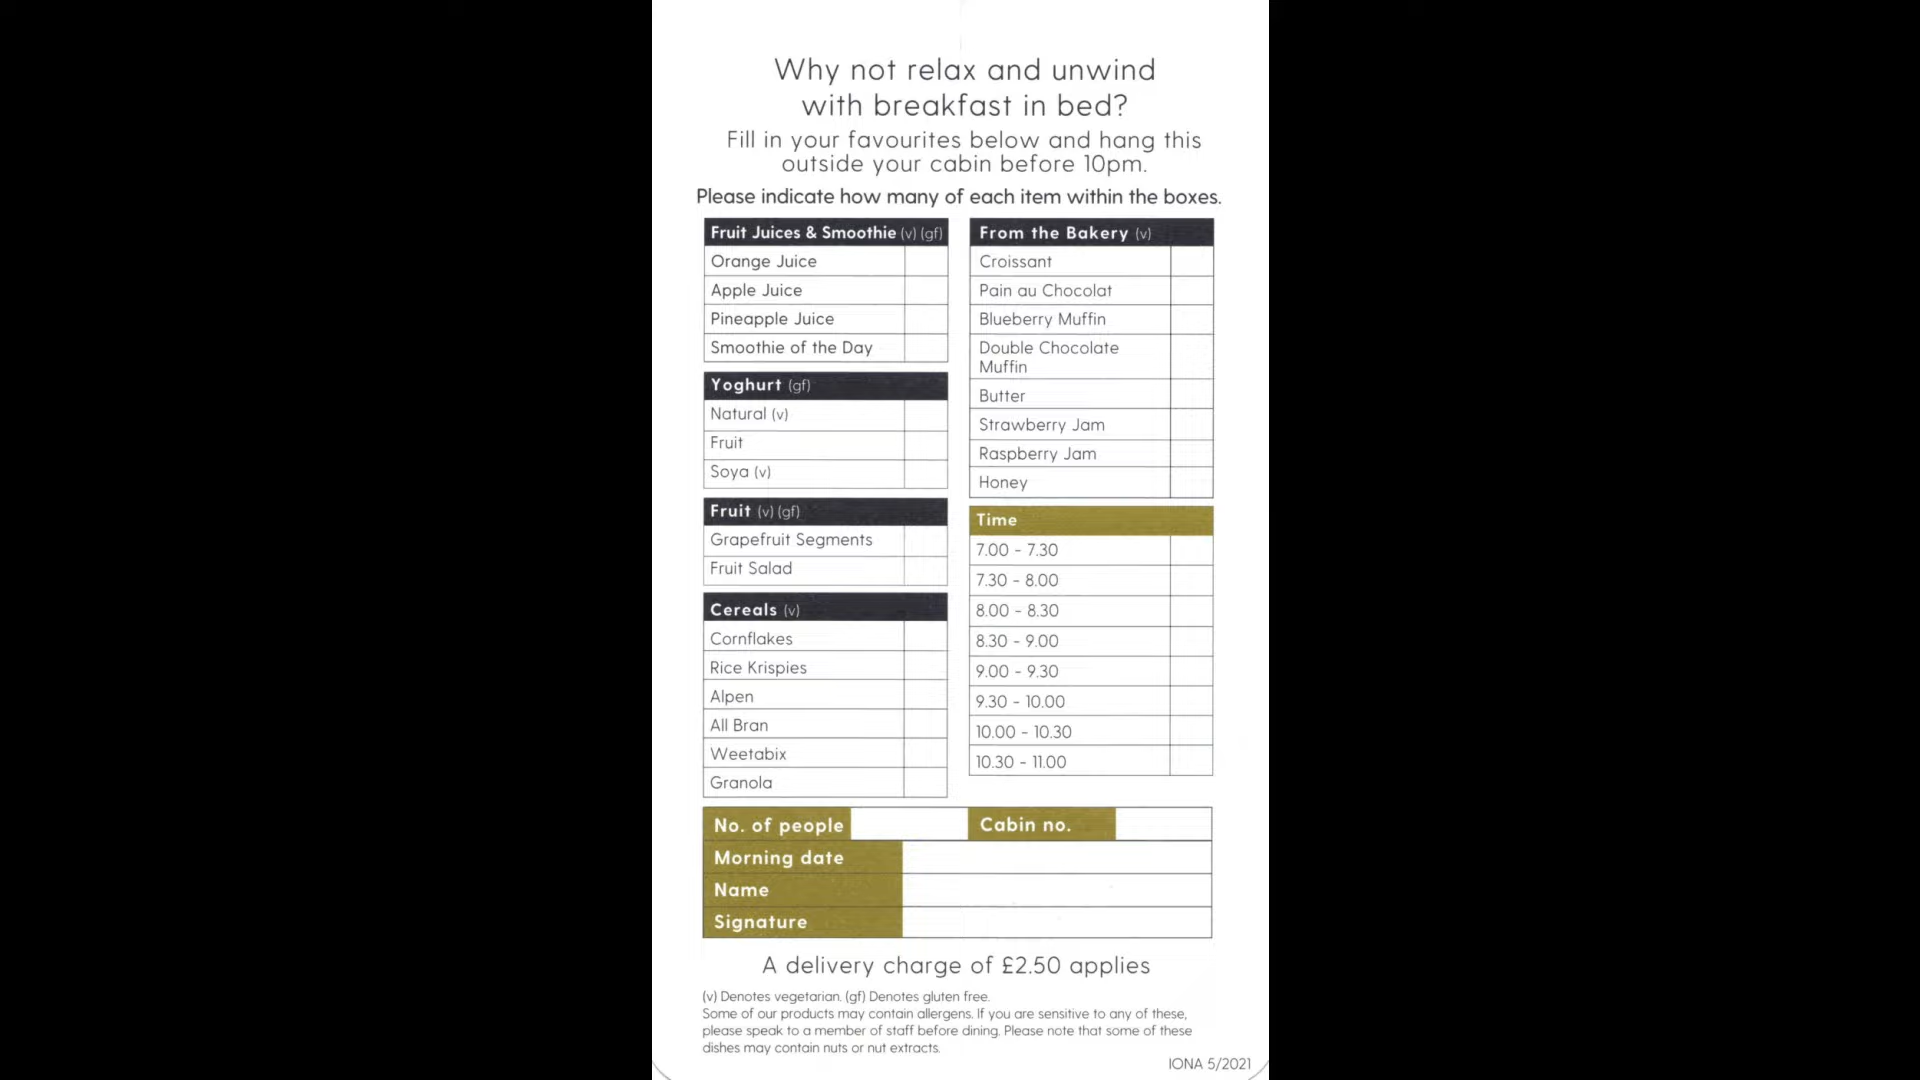 Why not relax and unwind
with breakfast in bed?
Fill in your favourites below and hang this
outside your cabin before 10pm.
Please indicate how many of each item within the boxes.
Fruit Juices & Smoothie (v) (gf)
Orange Juice
Apple Juice
Pineapple Juice
Smoothie of the Day
Yoghurt (gf)
Natural (v)
Fruit
Soya (v)
Fruit (v) (gf)
Grapefruit Segments
Fruit Salad
Cereals (v)
Cornflakes
Rice Krispies
Alpen
All Bran
Weetabix
Granola
From the Bakery (v)
Croissant
Pain au Chocolat
Blueberry Muffin
Double Chocolate
Muffin
Butter
Strawberry Jam
Raspberry Jam
Honey
Time
7.00 - 7.30
7.30 - 8.00
8.00 - 8.30
8.30 - 9.00
9.00 - 9.30
9.30 - 10.00
10.00 - 10.30
10.30 - 11.00
No. of people
Cabin no.
Morning date
Name
Signature
A delivery charge of £2.50 applies
(v) Denotes vegetarian. (gf) Denotes gluten free.
Some of our products may contain allergens. If you are sensitive to any of these,
please speak to a member of staff before dining. Please note that some of these
dishes may contain nuts or nut extracts.
IONA 5/2021